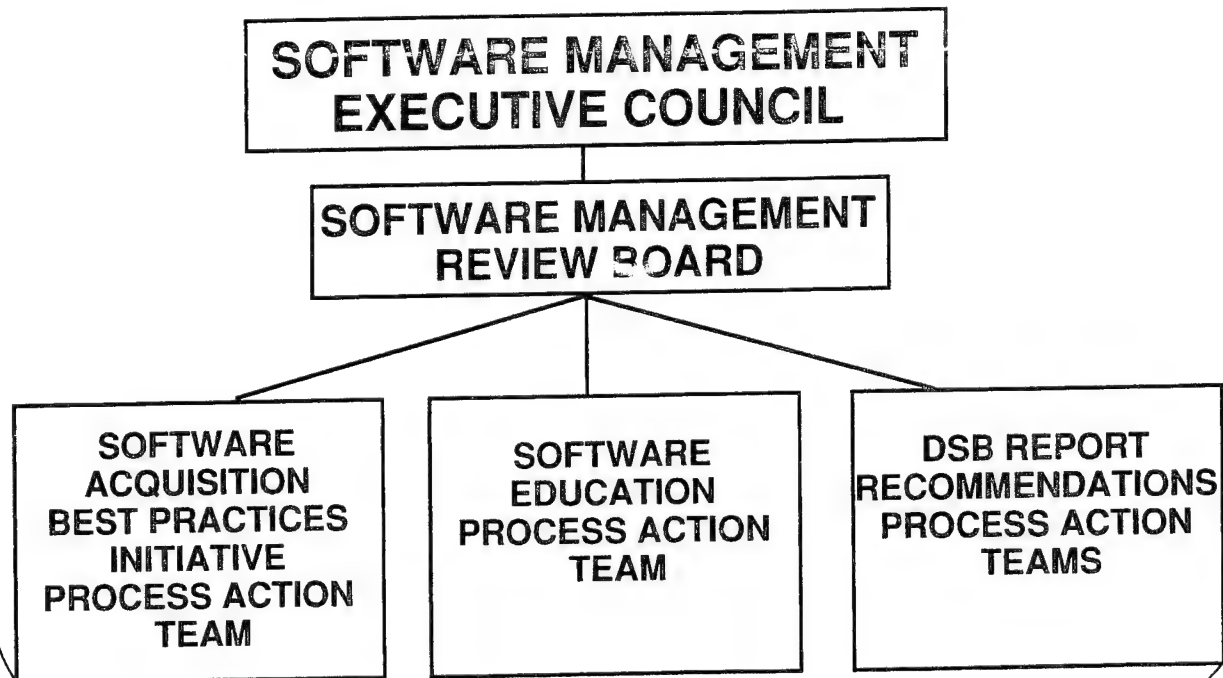 SOFTWARE MANAGEMENT
EXECUTIVE COUNCIL
SOFTWARE MANAGEMENT
REVIEW BOARD
SOFTWARE
ACQUISITION
BEST PRACTICES
INITIATIVE
PROCESS ACTION
TEAM
SOFTWARE
EDUCATION
PROCESS ACTION
TEAM
DSB REPORT
RECOMMENDATIONS
PROCESS ACTION
TEAMS